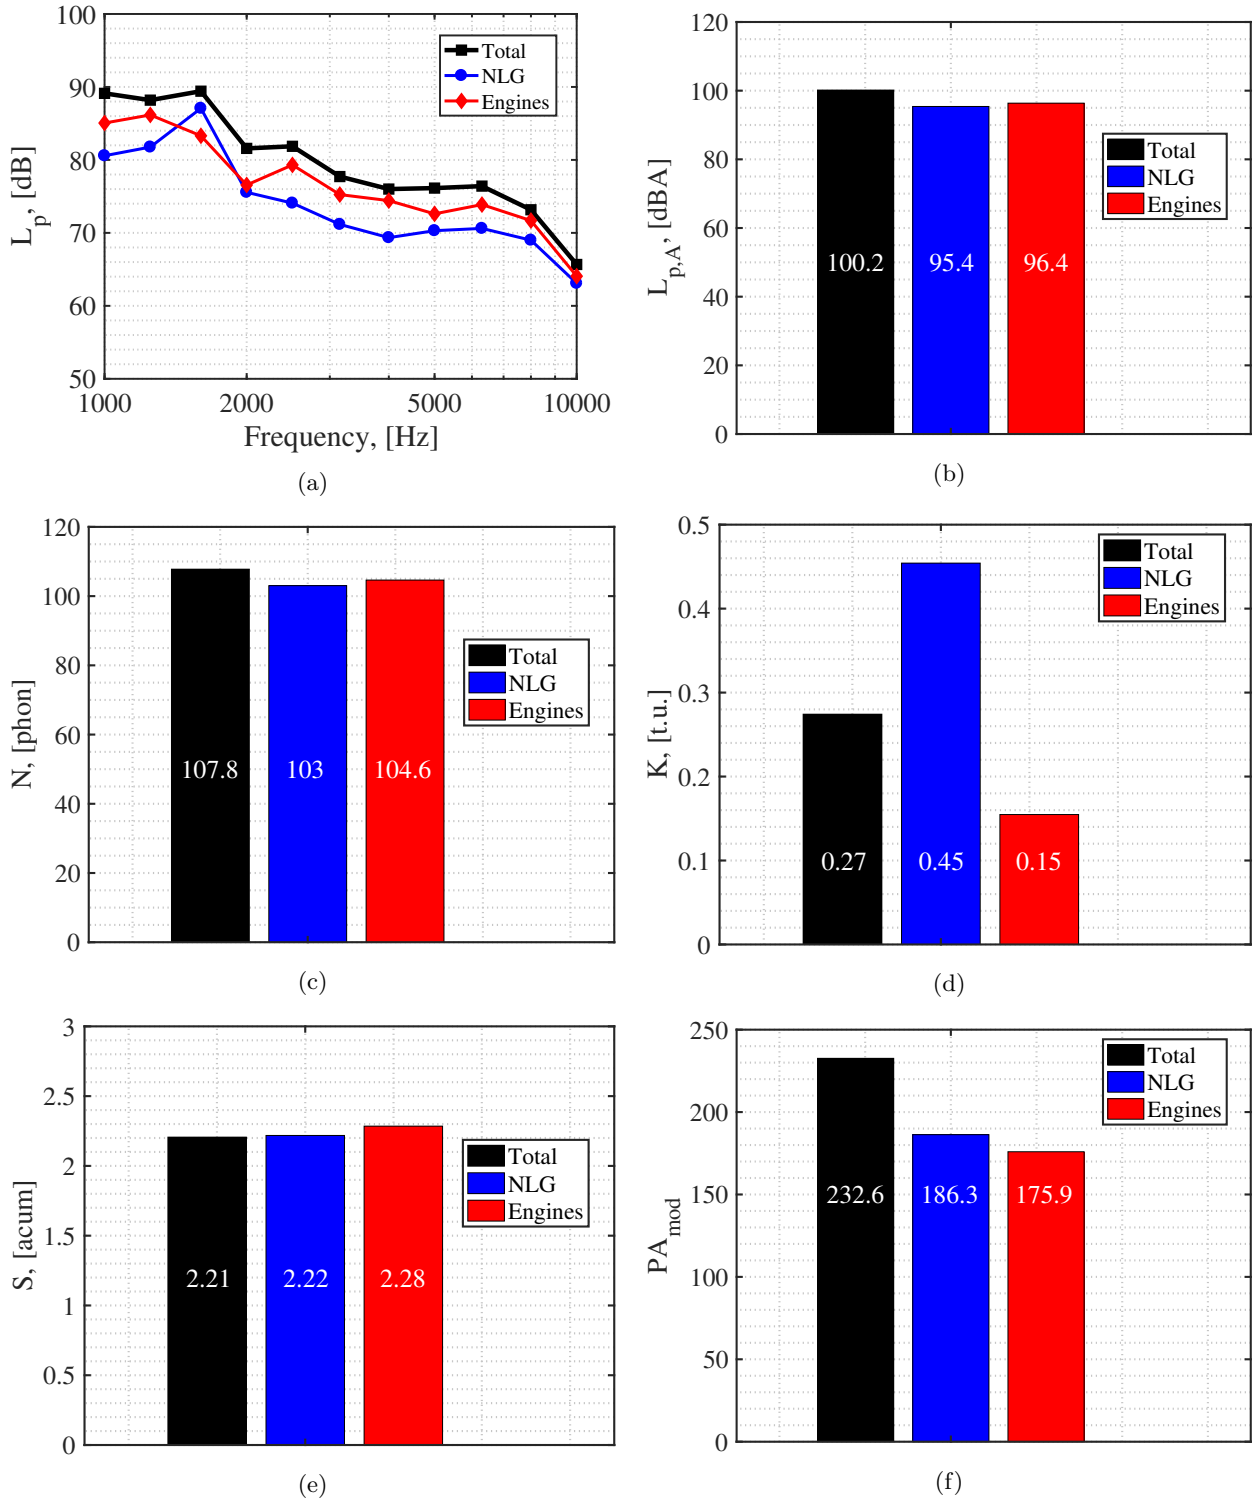 100
90
80
70
60
50
L_p, [dB]
1000
2000
5000
10000
Frequency, [Hz]
Total
NLG
Engines
(a)
120
100
80
60
40
20
0
L_p,A, [dBA]
100.2
95.4
96.4
Total
NLG
Engines
(b)
120
100
80
60
40
20
0
N, [phon]
107.8
103
104.6
Total
NLG
Engines
(c)
0.5
0.4
0.3
0.2
0.1
0
K, [t.u.]
0.27
0.45
0.15
Total
NLG
Engines
(d)
3
2.5
2
1.5
1
0.5
0
S, [acum]
2.21
2.22
2.28
Total
NLG
Engines
(e)
250
200
150
100
50
0
PA_mod
232.6
186.3
175.9
Total
NLG
Engines
(f)